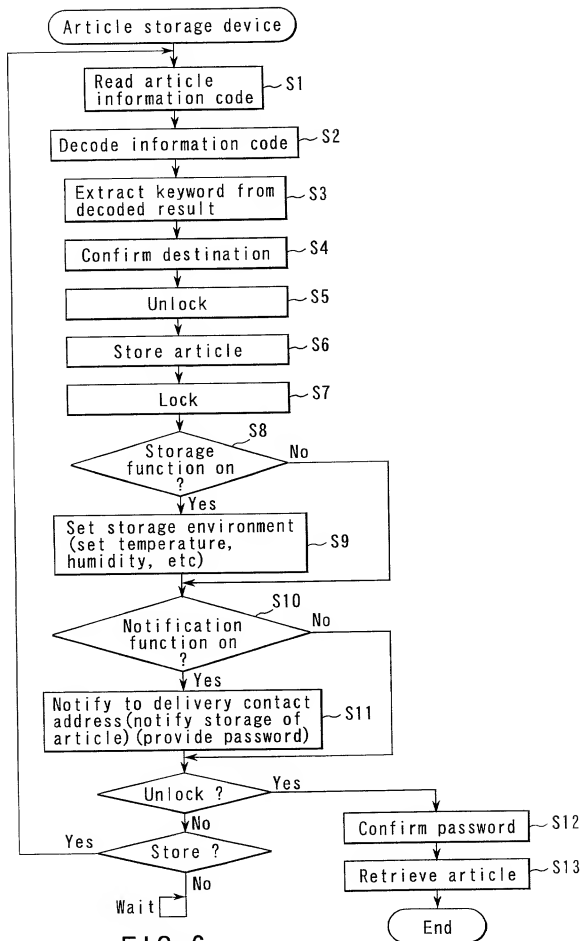 Article storage device
Read article
information code
S1
Decode information code
S2
Extract keyword from
decoded result
S3
Confirm destination
S4
Unlock
S5
Store article
S6
Lock
S7
S8
Storage
function on
?
No
Yes
Set storage environment
(set temperature,
humidity, etc)
S9
S10
Notification
function on
?
No
Yes
Notify to delivery contact
address(notify storage of
article)(provide password)
S11
Unlock ?
Yes
No
Confirm password
S12
Yes
Store ?
Retrieve article
S13
No
Wait
End